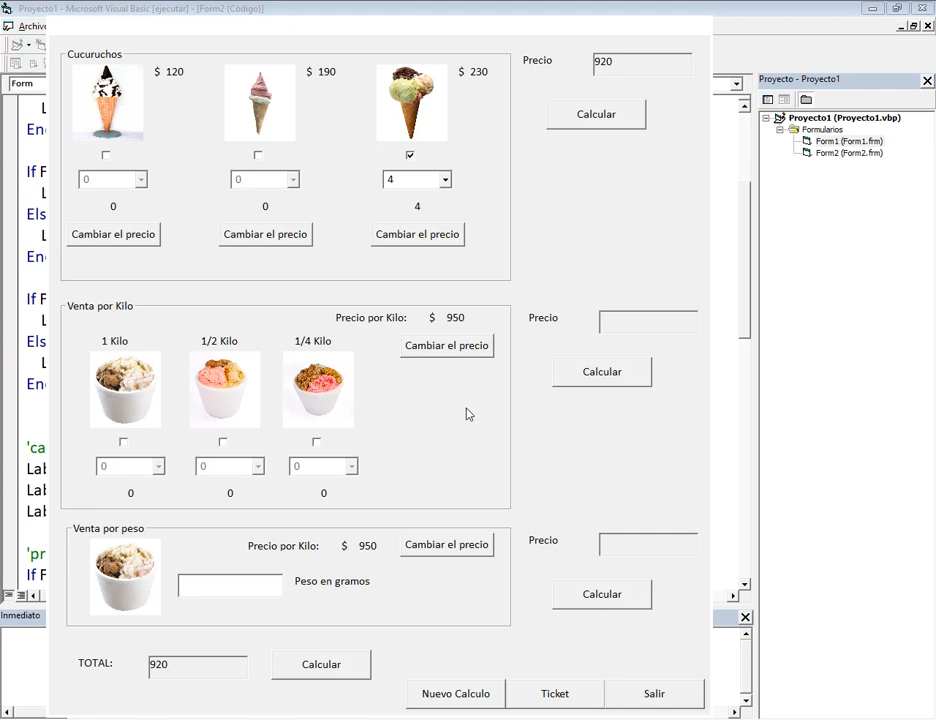 Proyecto1 - Microsoft Visual Basic [ejecutar] - [Form2 (Código)]
Archivo
Form
En
If F
L
Els
L
En
If F
L
Els
L
En
'ca
Lab
Lab
Lab
'pr
If F
Inmediato
Cucuruchos
$ 120
$ 190
$ 230
0
0
4
0
0
4
Cambiar el precio
Cambiar el precio
Cambiar el precio
Precio
920
Calcular
Venta por Kilo
Precio por Kilo: $ 950
1 Kilo
1/2 Kilo
1/4 Kilo
Cambiar el precio
0
0
0
0
0
0
Precio
Calcular
Venta por peso
Precio por Kilo: $ 950
Cambiar el precio
Peso en gramos
Precio
Calcular
TOTAL:
920
Calcular
Nuevo Calculo
Ticket
Salir
Proyecto - Proyecto1
Proyecto1 (Proyecto1.vbp)
Formularios
Form1 (Form1.frm)
Form2 (Form2.frm)